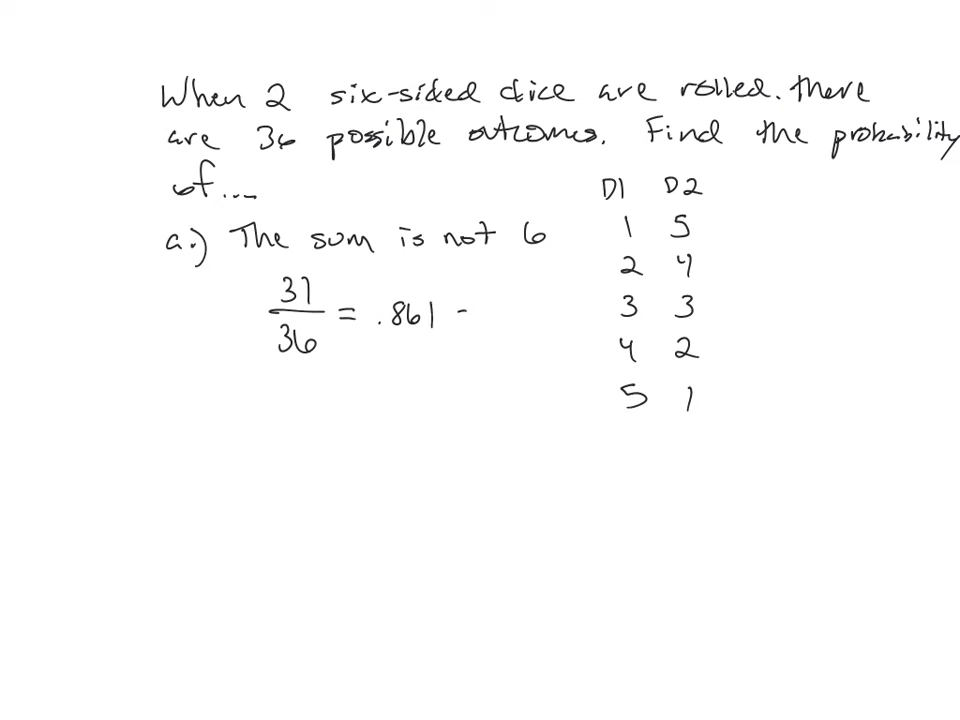 When 2 six-sided dice are rolled. there
are 36 possible outcomes. Find the probability
of...
D1 D2
a.) The sum is not 6
1 5
2 4
31/36 = .861 -
3 3
4 2
5 1